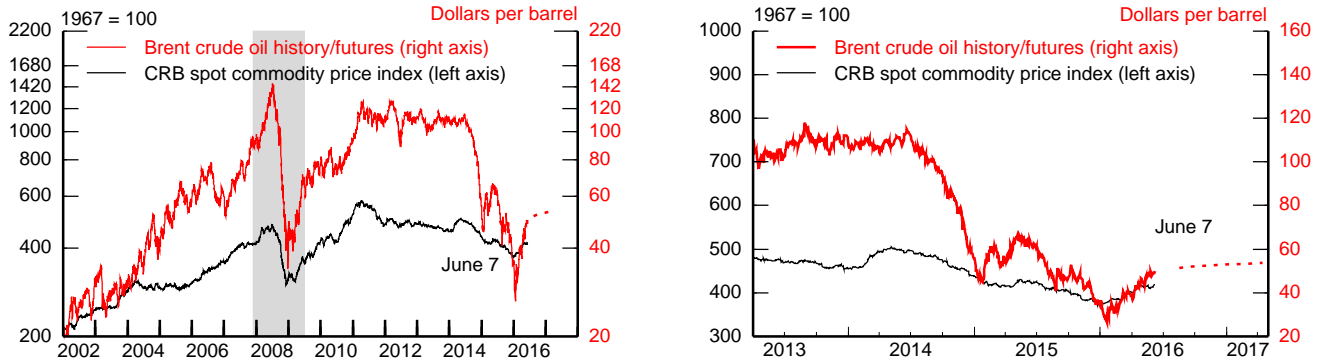 1967 = 100
Dollars per barrel
2200
220
Brent crude oil history/futures (right axis)
1680
168
CRB spot commodity price index (left axis)
1420
142
1200
120
1000
100
800
80
600
60
400
40
June 7
200
20
2002 2004 2006 2008 2010 2012 2014 2016
1967 = 100
Dollars per barrel
1000
160
Brent crude oil history/futures (right axis)
900
140
CRB spot commodity price index (left axis)
800
120
700
100
600
80
June 7
500
60
400
40
300
20
2013 2014 2015 2016 2017